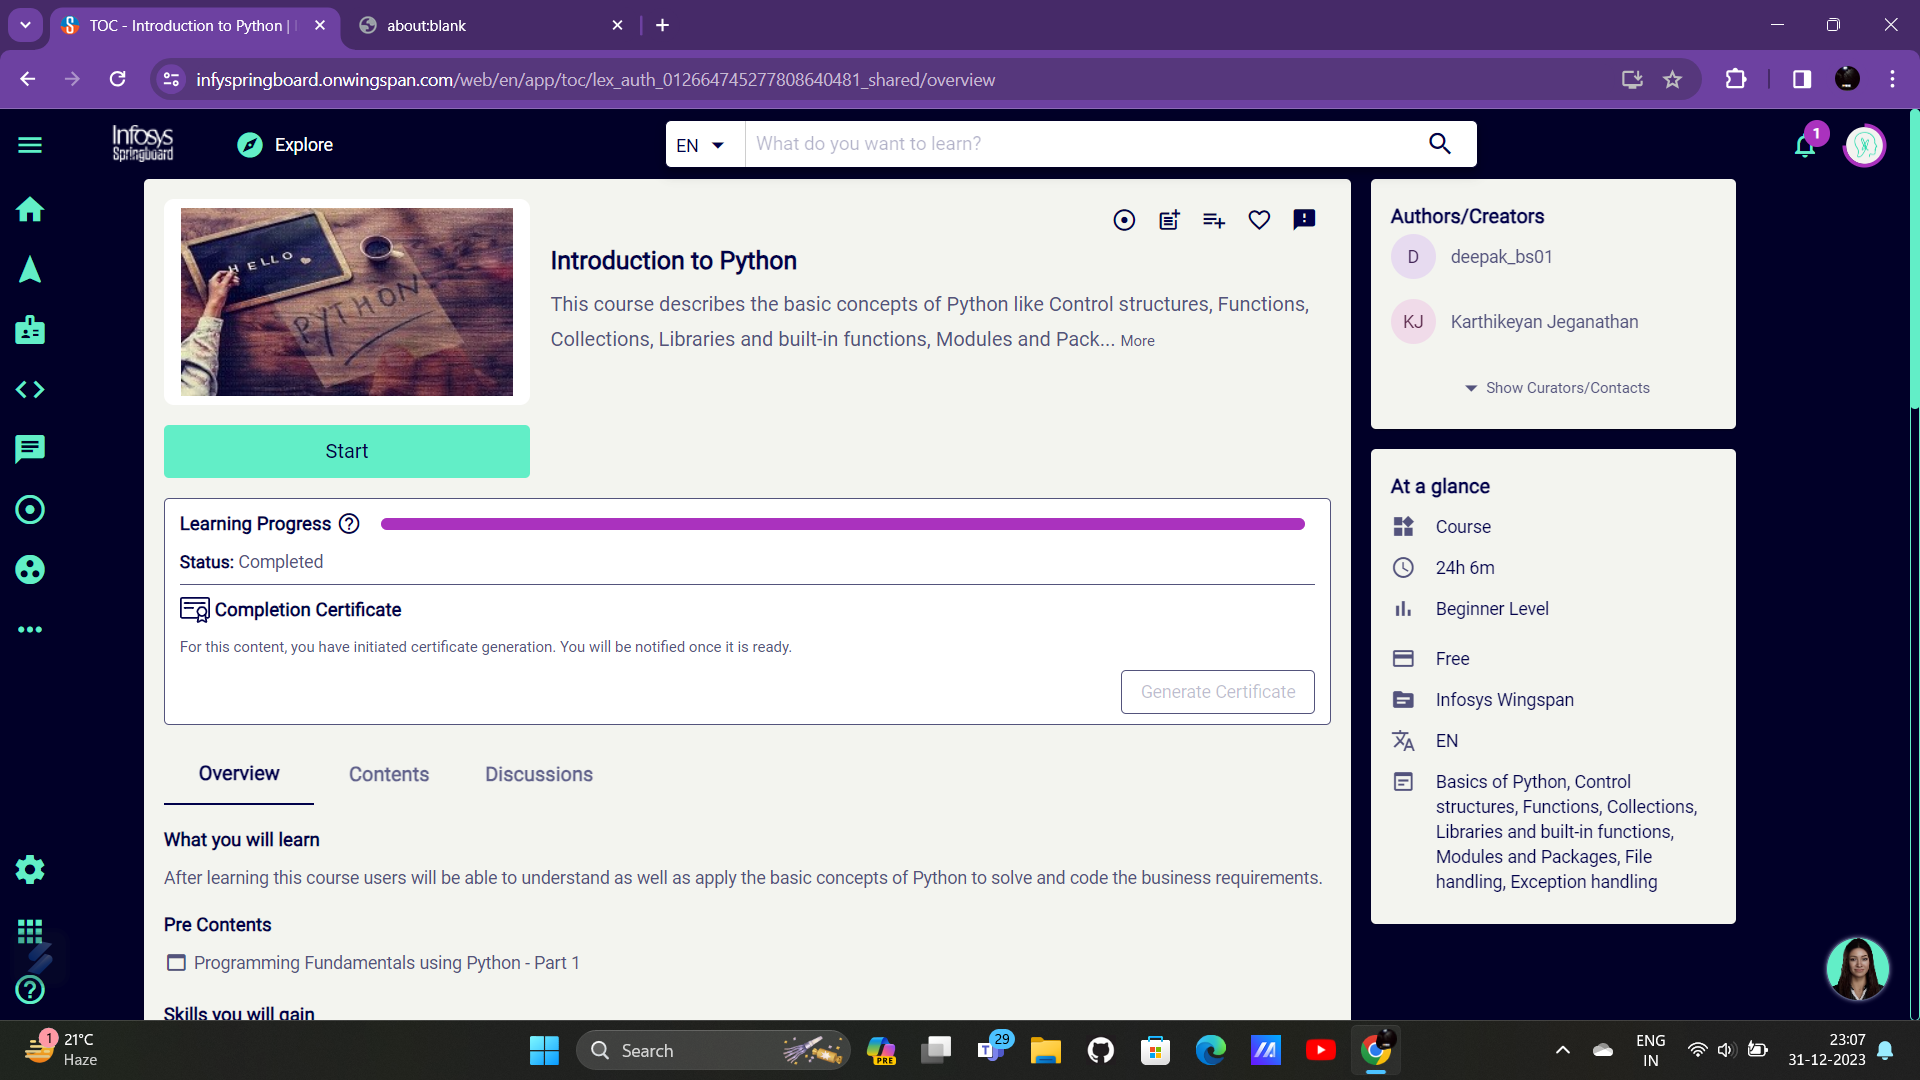 TOC - Introduction to Python |
about:blank
infyspringboard.onwingspan.com/web/en/app/toc/lex_auth_012664745277808640481_shared/overview
Infosys
Springboard
Explore
EN
What do you want to learn?
1
HELLO
PYTHON
Introduction to Python
This course describes the basic concepts of Python like Control structures, Functions,
Collections, Libraries and built-in functions, Modules and Pack... More
Start
Learning Progress
Status: Completed
Completion Certificate
For this content, you have initiated certificate generation. You will be notified once it is ready.
Generate Certificate
Overview
Contents
Discussions
What you will learn
After learning this course users will be able to understand as well as apply the basic concepts of Python to solve and code the business requirements.
Pre Contents
Programming Fundamentals using Python - Part 1
Skills you will gain
Authors/Creators
D
deepak_bs01
KJ
Karthikeyan Jeganathan
Show Curators/Contacts
At a glance
Course
24h 6m
Beginner Level
Free
Infosys Wingspan
EN
Basics of Python, Control
structures, Functions, Collections,
Libraries and built-in functions,
Modules and Packages, File
handling, Exception handling
1
21°C
Haze
Search
PRE
29
ENG
IN
23:07
31-12-2023